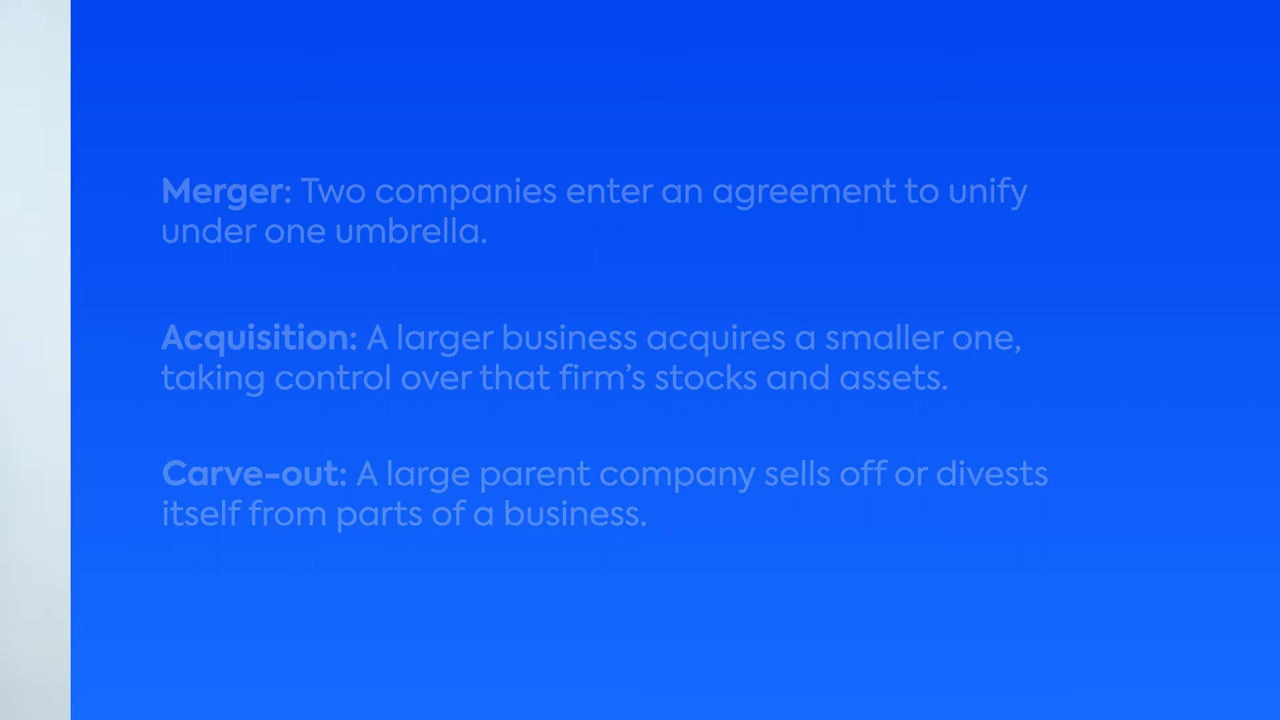 Merger: Two companies enter an agreement to unify
under one umbrella.
Acquisition: A larger business acquires a smaller one,
taking control over that firm’s stocks and assets.
Carve-out: A large parent company sells off or divests
itself from parts of a business.